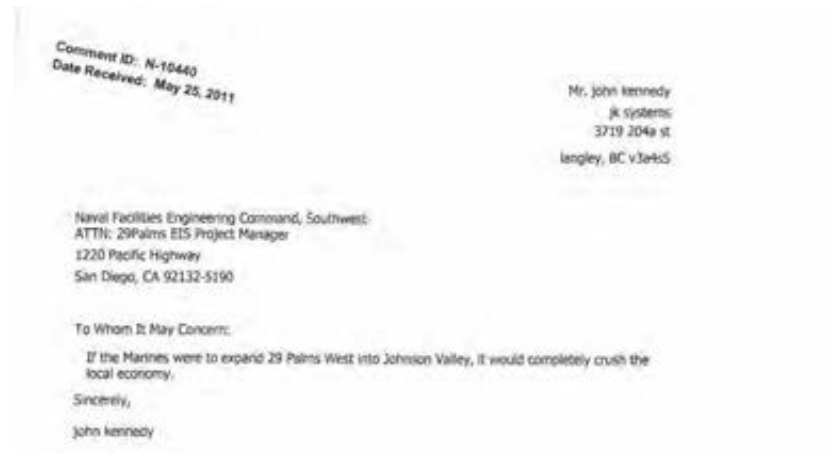 Comment ID: N-10440
Date Received: May 25, 2011
Mr. john kennedy
jk systems
3719 204a st
langley, BC v3a4s5
Naval Facilities Engineering Command, Southwest
ATTN: 29Palms EIS Project Manager
1220 Pacific Highway
San Diego, CA 92132-5190
To Whom It May Concern:
If the Marines were to expand 29 Palms West into Johnson Valley, it would completely crush the
local economy.
Sincerely,
john kennedy